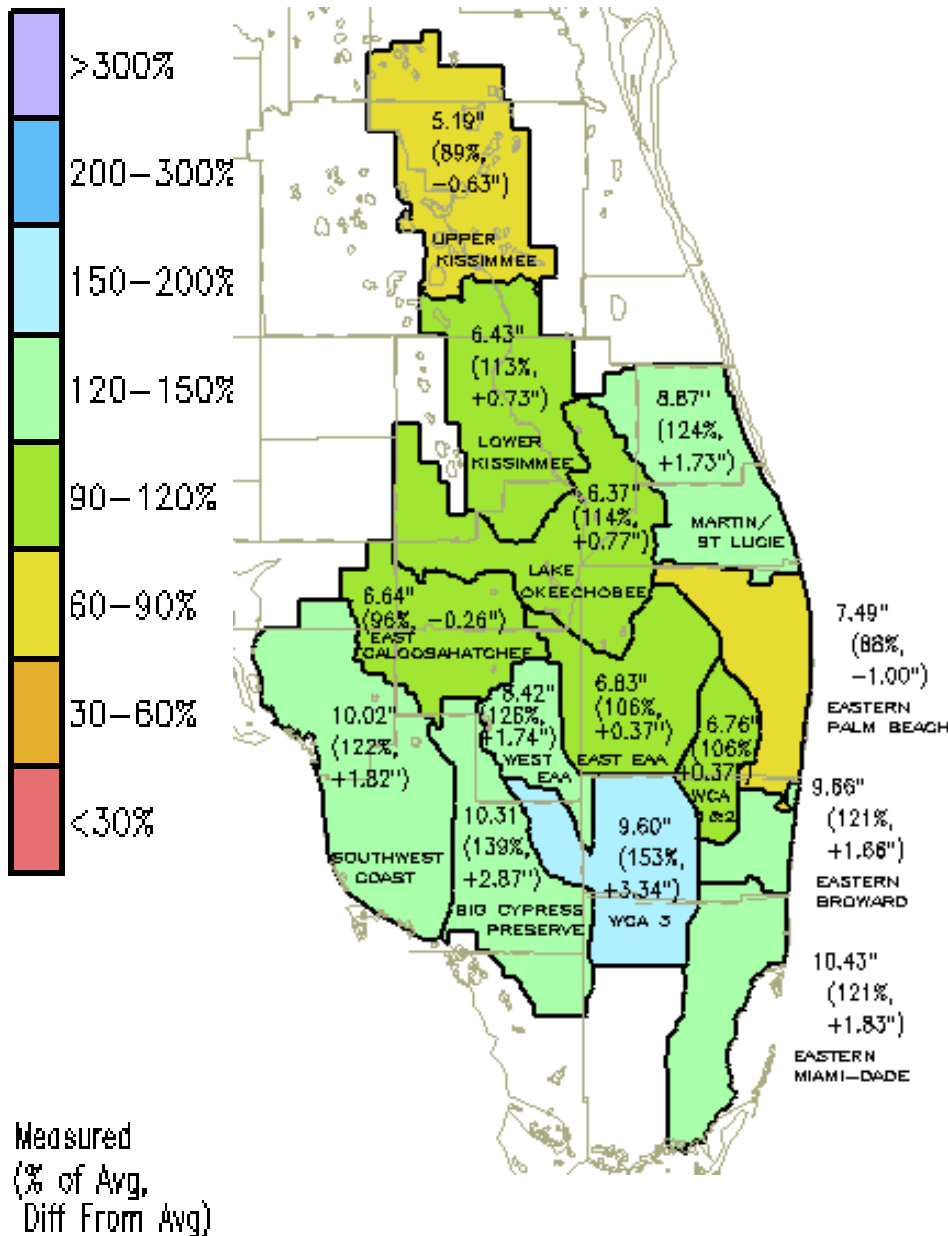 >300%
200-300%
150-200%
120-150%
90-120%
60-90%
30-60%
<30%
5.19"
(89%,
-0.63")
UPPER
KISSIMMEE
6.43"
(113%,
+0.73")
LOWER
KISSIMMEE
8.87"
(124%,
+1.73")
MARTIN/
ST LUCIE
6.37"
(114%,
+0.77")
LAKE
OKEECHOBEE
6.64"
(96%, -0.26")
EAST
CALOOSAHATCHEE
7.49"
(88%,
-1.00")
EASTERN
PALM BEACH
8.42"
(126%,
+1.74")
WEST
EAA
6.83"
(106%,
+0.37")
EAST EAA
6.76"
(106%
+0.37")
WCA
1&2
10.02"
(122%,
+1.82")
SOUTHWEST
COAST
10.31"
(139%,
+2.87")
BIG CYPRESS
PRESERVE
9.60"
(153%,
+3.34")
WCA 3
9.66"
(121%,
+1.66")
EASTERN
BROWARD
10.43"
(121%,
+1.83")
EASTERN
MIAMI-DADE
Measured
(% of Avg,
Diff From Avg)